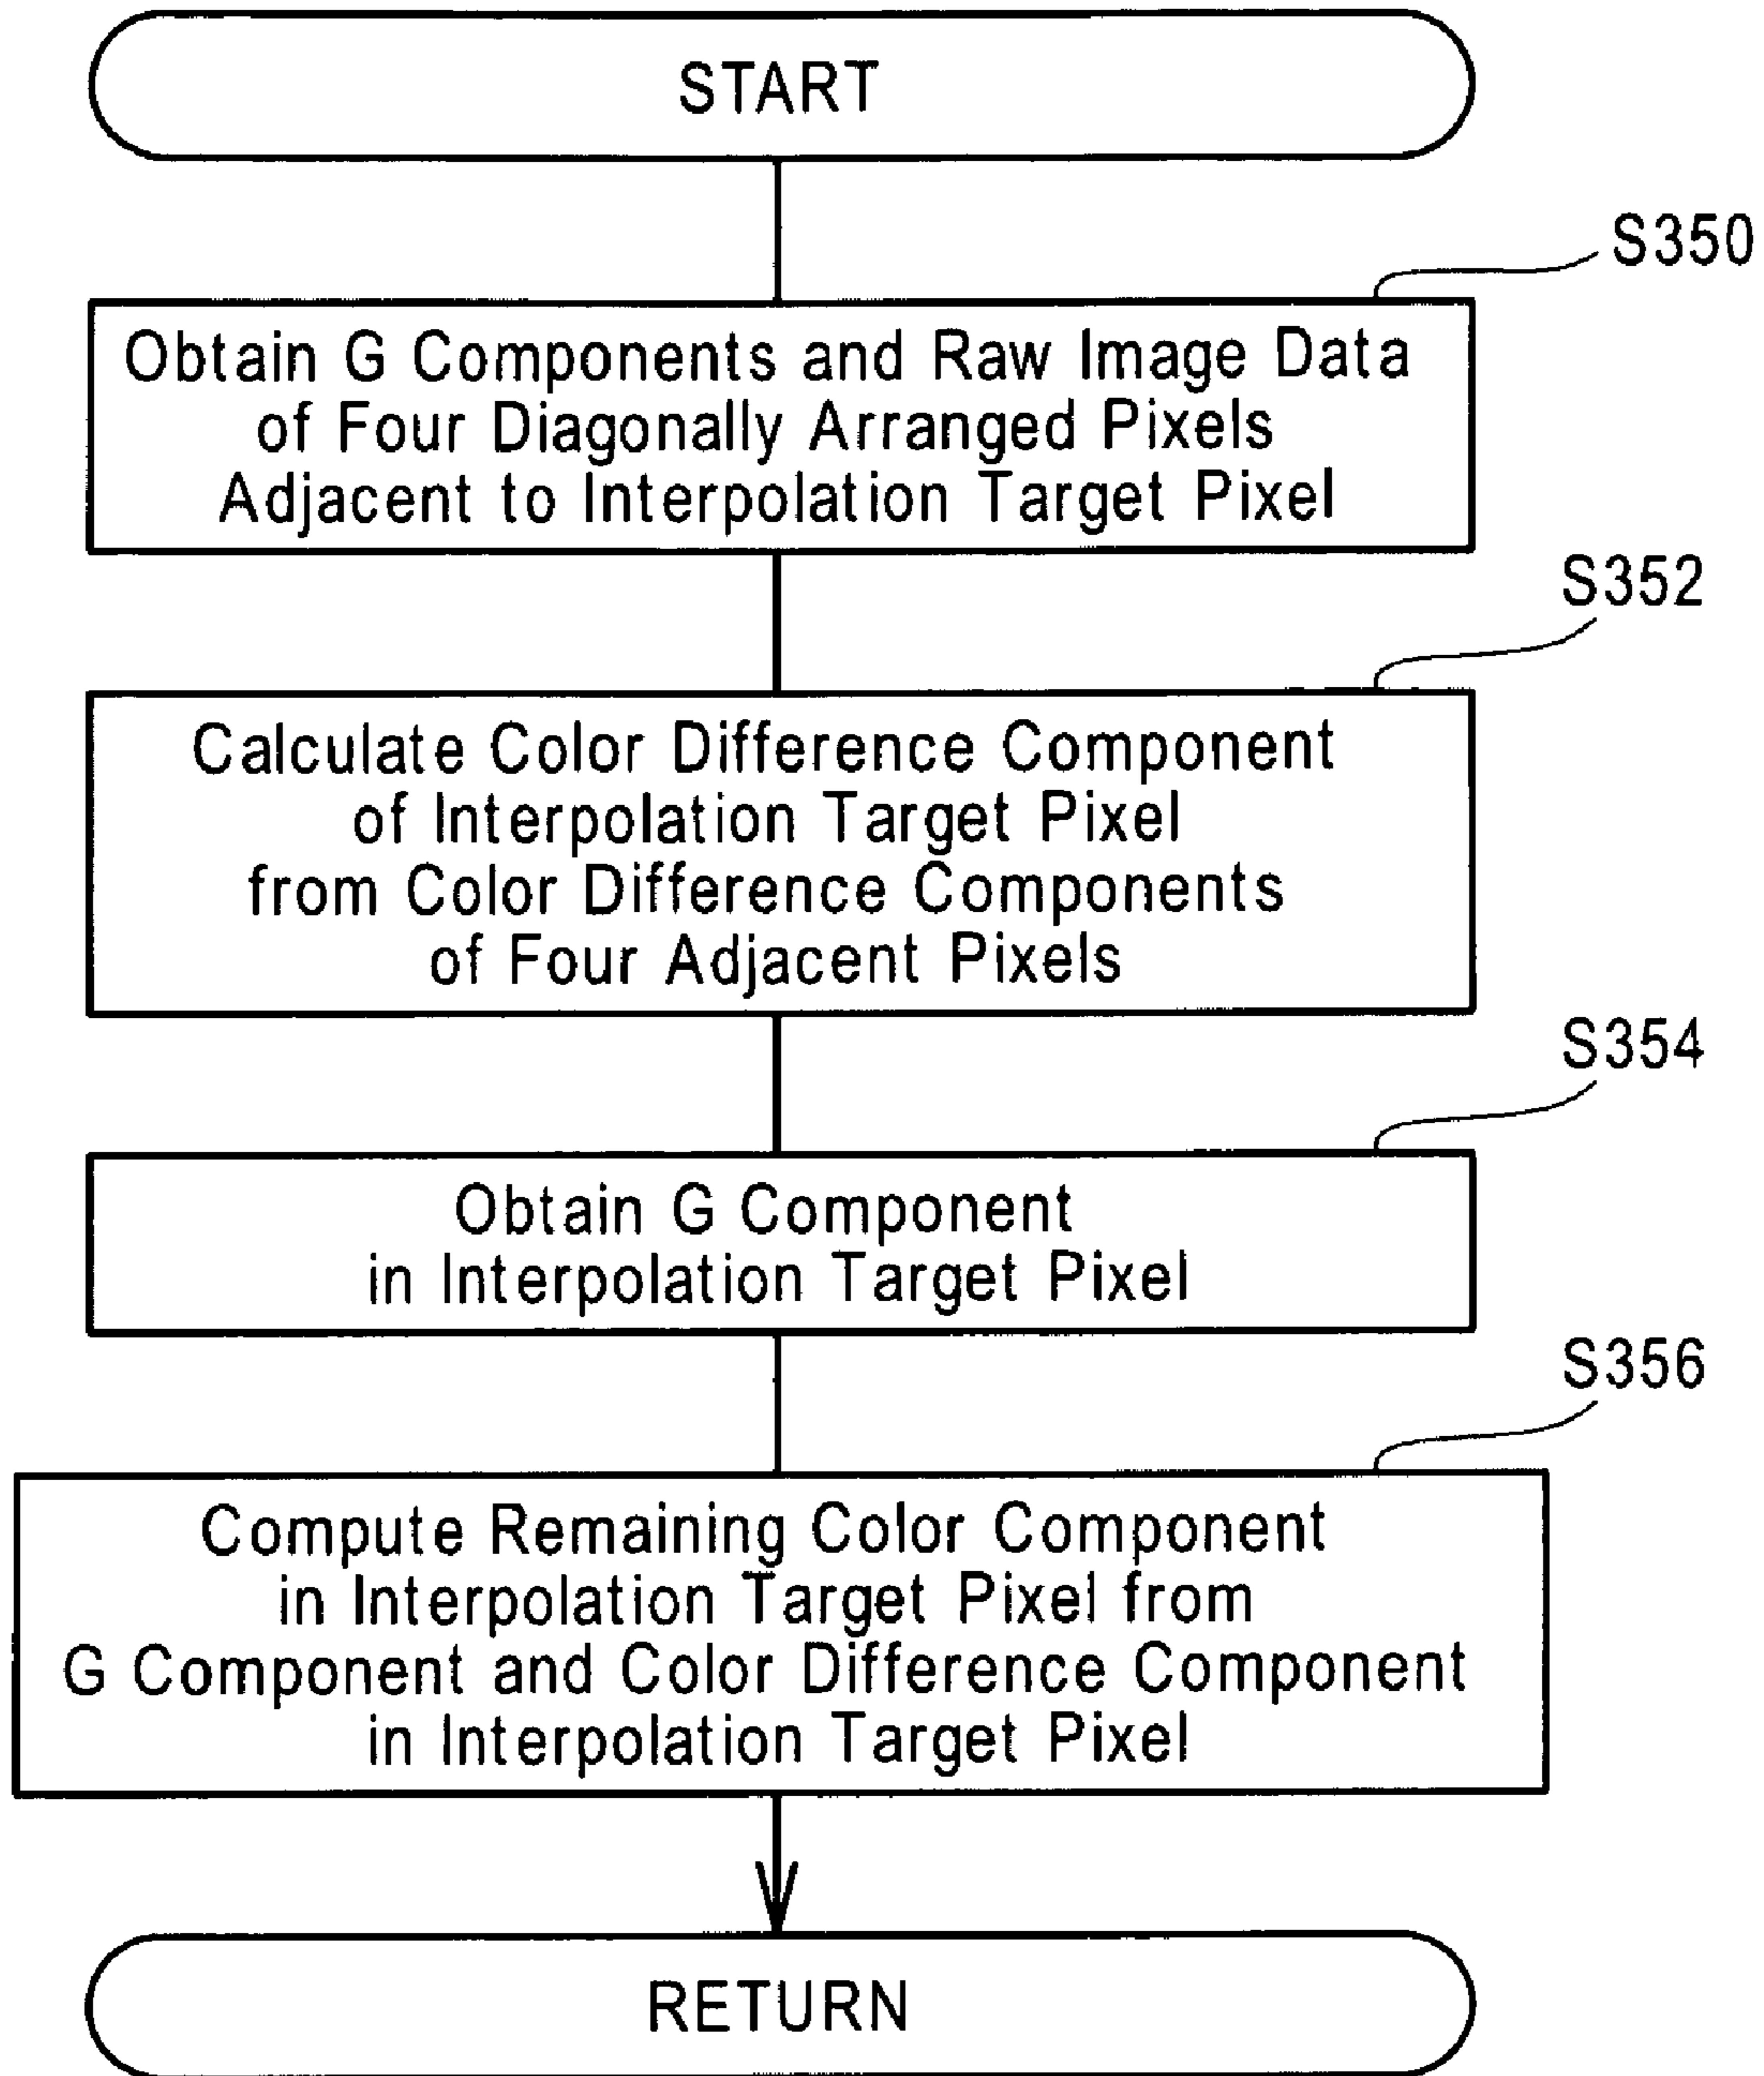 START
S350
Obtain G Components and Raw Image Data
of Four Diagonally Arranged Pixels
Adjacent to Interpolation Target Pixel
S352
Calculate Color Difference Component
of Interpolation Target Pixel
from Color Difference Components
of Four Adjacent Pixels
S354
Obtain G Component
in Interpolation Target Pixel
S356
Compute Remaining Color Component
in Interpolation Target Pixel from
G Component and Color Difference Component
in Interpolation Target Pixel
RETURN